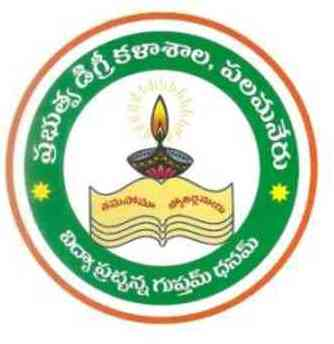 ప్రభుత్వ డిగ్రీ కళాశాల, పలమనేరు
తమసోమా జ్యోతిర్గమయ
విద్యా ప్రచ్ఛన్న గుప్తమ్ ధనమ్